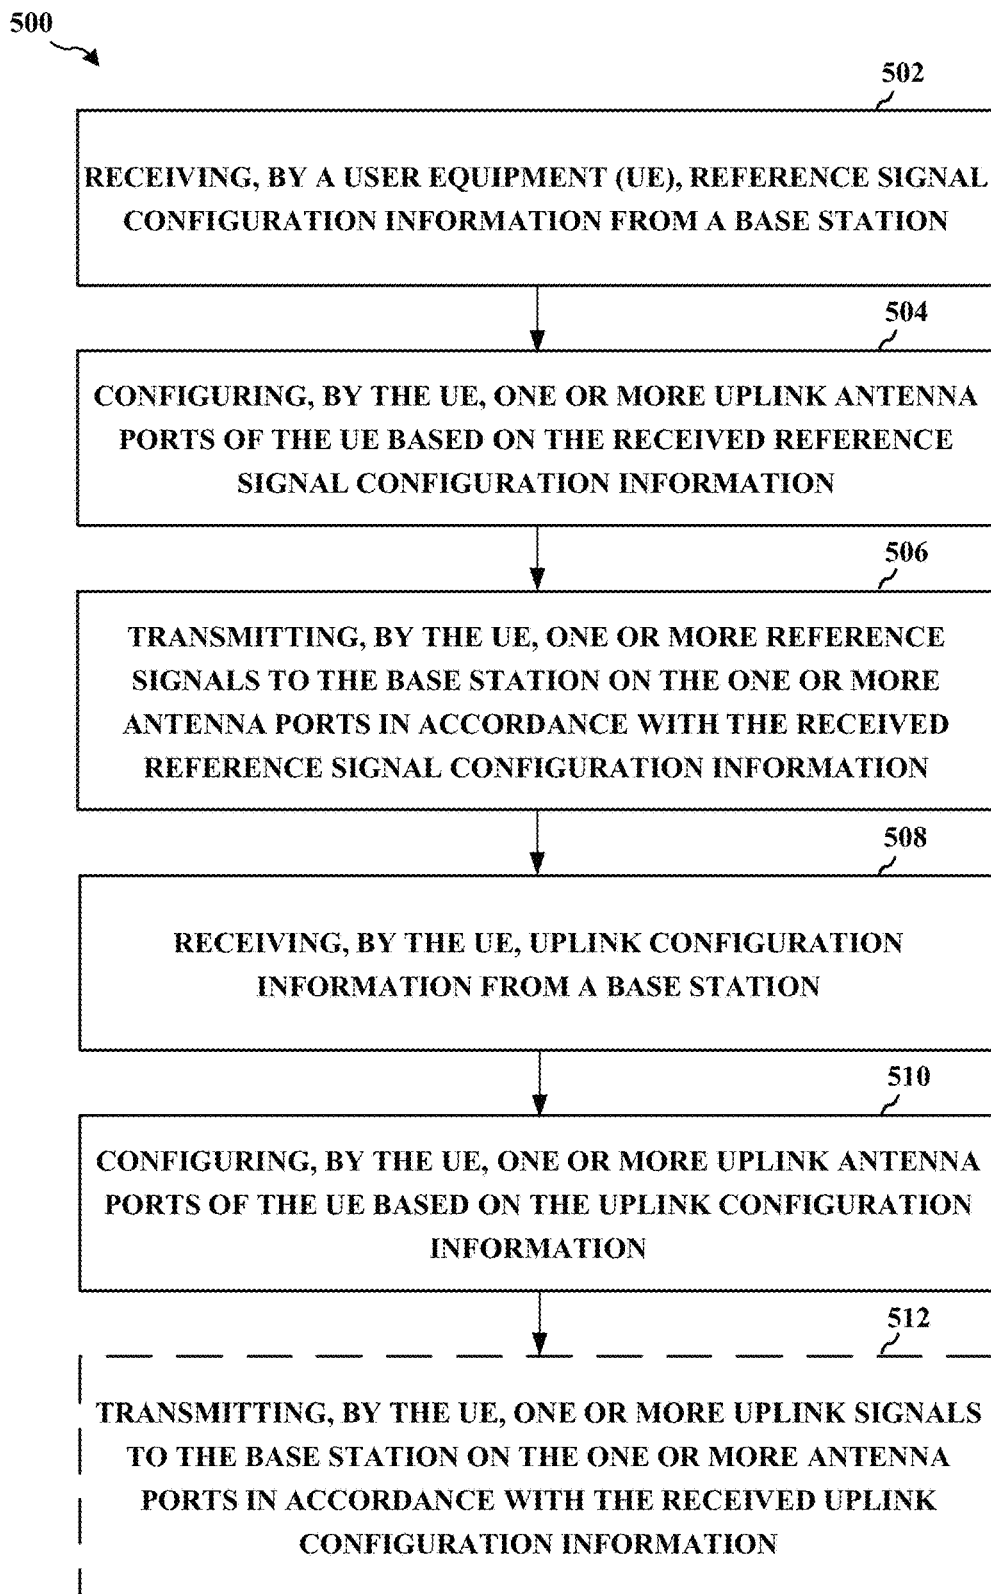 500
502
RECEIVING, BY A USER EQUIPMENT (UE), REFERENCE SIGNAL
CONFIGURATION INFORMATION FROM A BASE STATION
504
CONFIGURING, BY THE UE, ONE OR MORE UPLINK ANTENNA
PORTS OF THE UE BASED ON THE RECEIVED REFERENCE
SIGNAL CONFIGURATION INFORMATION
506
TRANSMITTING, BY THE UE, ONE OR MORE REFERENCE
SIGNALS TO THE BASE STATION ON THE ONE OR MORE
ANTENNA PORTS IN ACCORDANCE WITH THE RECEIVED
REFERENCE SIGNAL CONFIGURATION INFORMATION
508
RECEIVING, BY THE UE, UPLINK CONFIGURATION
INFORMATION FROM A BASE STATION
510
CONFIGURING, BY THE UE, ONE OR MORE UPLINK ANTENNA
PORTS OF THE UE BASED ON THE UPLINK CONFIGURATION
INFORMATION
512
TRANSMITTING, BY THE UE, ONE OR MORE UPLINK SIGNALS
TO THE BASE STATION ON THE ONE OR MORE ANTENNA
PORTS IN ACCORDANCE WITH THE RECEIVED UPLINK
CONFIGURATION INFORMATION